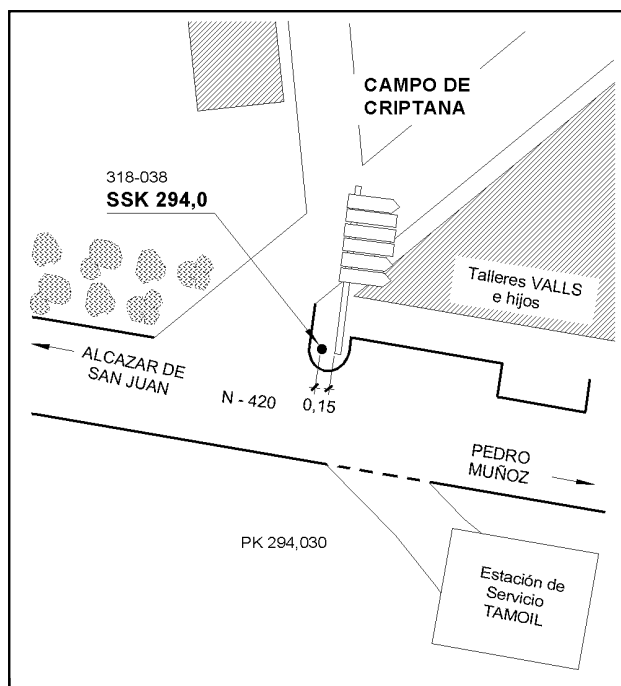 CAMPO DE
CRIPTANA
318-038
SSK 294,0
Talleres VALLS
e hijos
ALCAZAR DE
SAN JUAN
N - 420
0,15
PEDRO
MUÑOZ
PK 294,030
Estación de
Servicio
TAMOIL